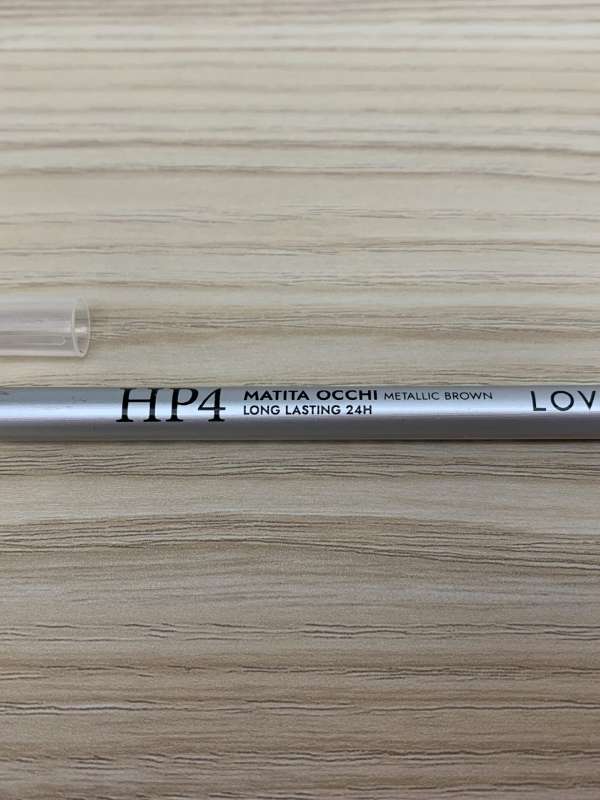 HP4
MATITA OCCHI METALLIC BROWN
LONG LASTING 24H
LOV